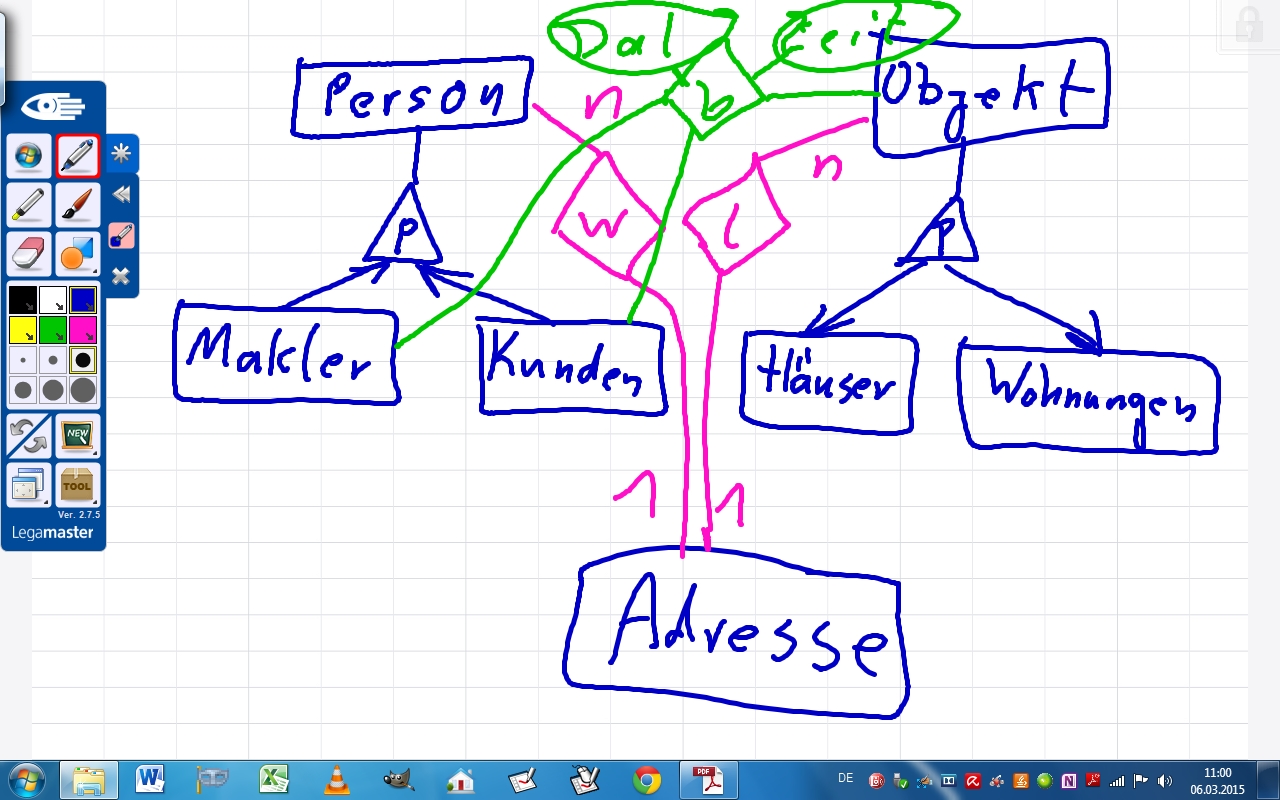 Dat
Zeit
Person
n
b
Objekt
n
w
l
P
P
Makler
Kunden
Häuser
Wohnungen
1
1
Adresse
NEW
TOOL
Ver. 2.7.5
Legamaster
PDF
DE
11:00
06.03.2015